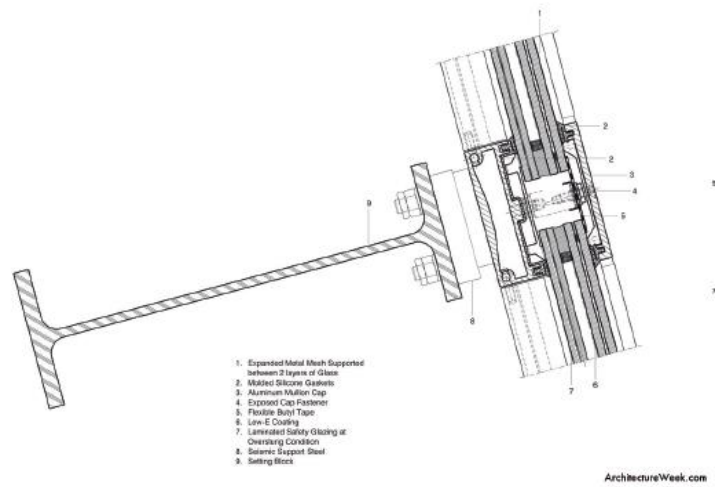 1
2
2
3
4
5
9
8
7
6
1. Expanded Metal Mesh Supported
between 2 layers of Glass
2. Molded Silicone Gaskets
3. Aluminum Mullion Cap
4. Exposed Cap Fastener
5. Flexible Butyl Tape
6. Low-E Coating
7. Laminated Safety Glazing at
Overslung Condition
8. Seismic Support Steel
9. Setting Block
ArchitectureWeek.com